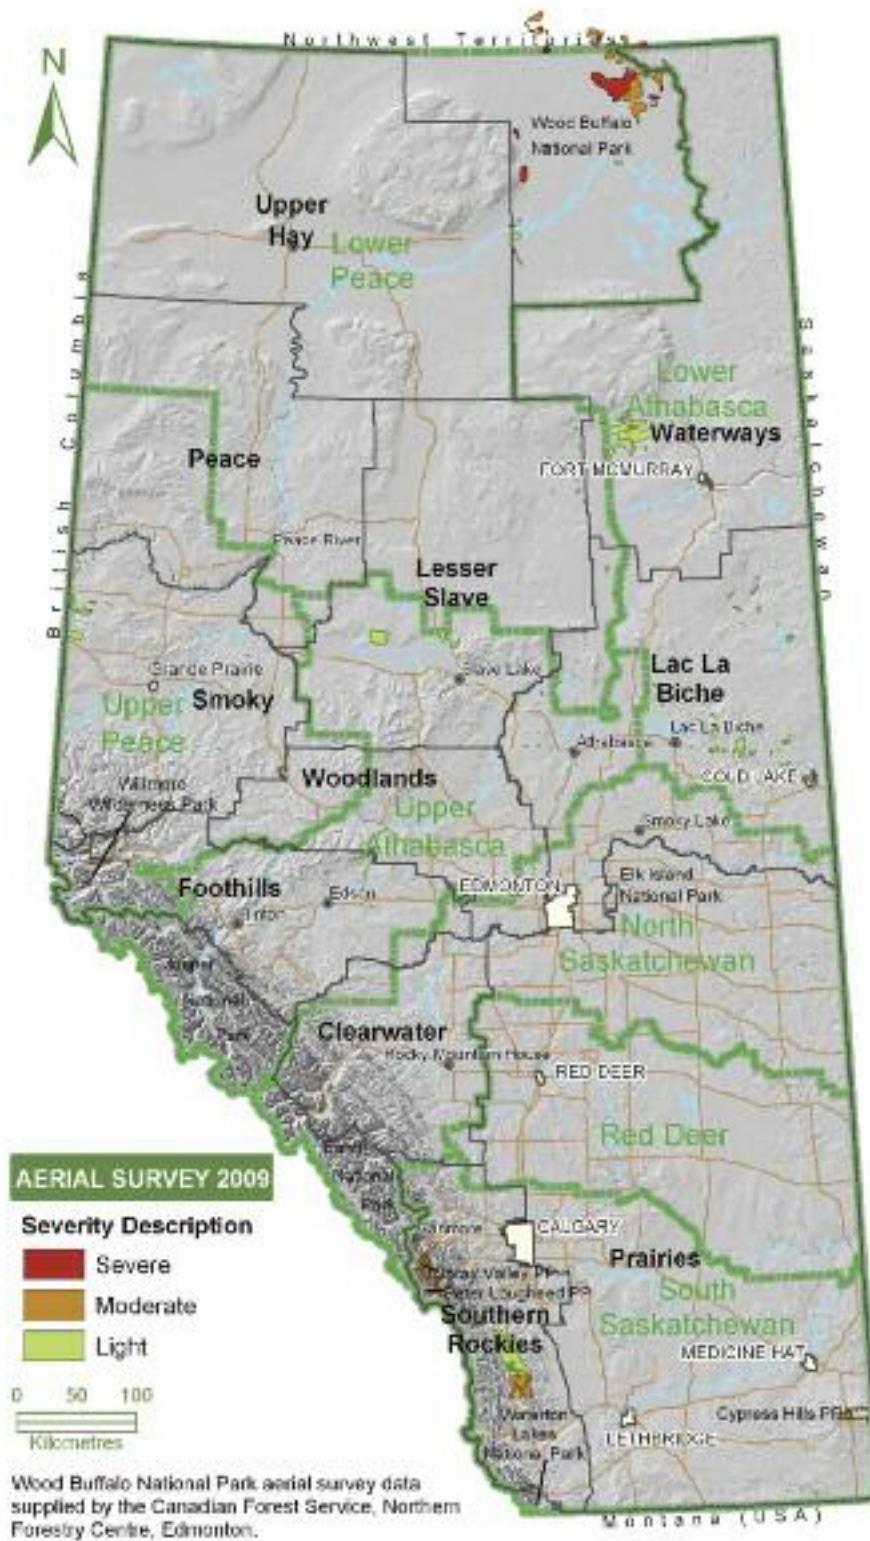 Northwest Territories
N
Wood Buffalo
National Park
Upper
Hay
Lower
Peace
British Columbia
Saskatchewan
Lower
Athabasca
Waterways
Peace
FORT MCMURRAY
Peace River
Lesser
Slave
Grande Prairie
Slave Lake
Lac La
Biche
Smoky
Upper
Peace
Lac La Biche
Athabasca
Woodlands
COLD LAKE
Willmore
Wilderness Park
Upper
Athabasca
Smoky Lake
Foothills
EDMONTON
Elk Island
National Park
Edson
Hinton
North
Saskatchewan
Jasper
National
Park
Clearwater
Rocky Mountain House
RED DEER
Red Deer
Banff
National
Park
AERIAL SURVEY 2009
Severity Description
Severe
Moderate
Light
Canmore
CALGARY
Prairies
Spray Valley PP
Peter Lougheed PP
South
Saskatchewan
Southern
Rockies
MEDICINE HAT
0 50 100
Kilometres
Waterton
Lakes
National Park
LETHBRIDGE
Cypress Hills PP
Wood Buffalo National Park aerial survey data
supplied by the Canadian Forest Service, Northern
Forestry Centre, Edmonton.
Montana (USA)